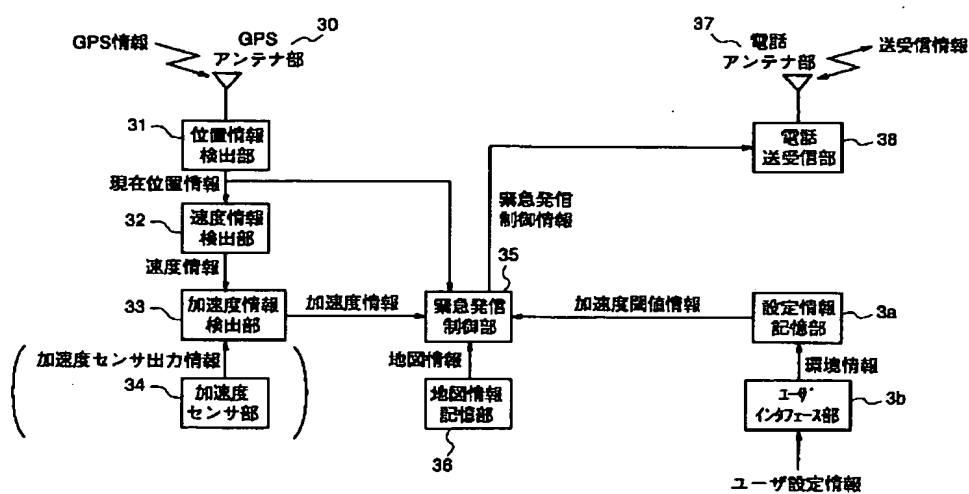 GPS情報
GPS
アンテナ部
30
37
電話
アンテナ部
送受信情報
31
位置情報
検出部
電話
送受信部
38
現在位置情報
32
速度情報
検出部
緊急発信
制御情報
速度情報
35
33
加速度情報
検出部
加速度情報
緊急発信
制御部
加速度閾値情報
設定情報
記憶部
3a
加速度センサ出力情報
地図情報
環境情報
34
加速度
センサ部
地図情報
記憶部
36
ユーザ
インタフェース部
3b
ユーザ設定情報